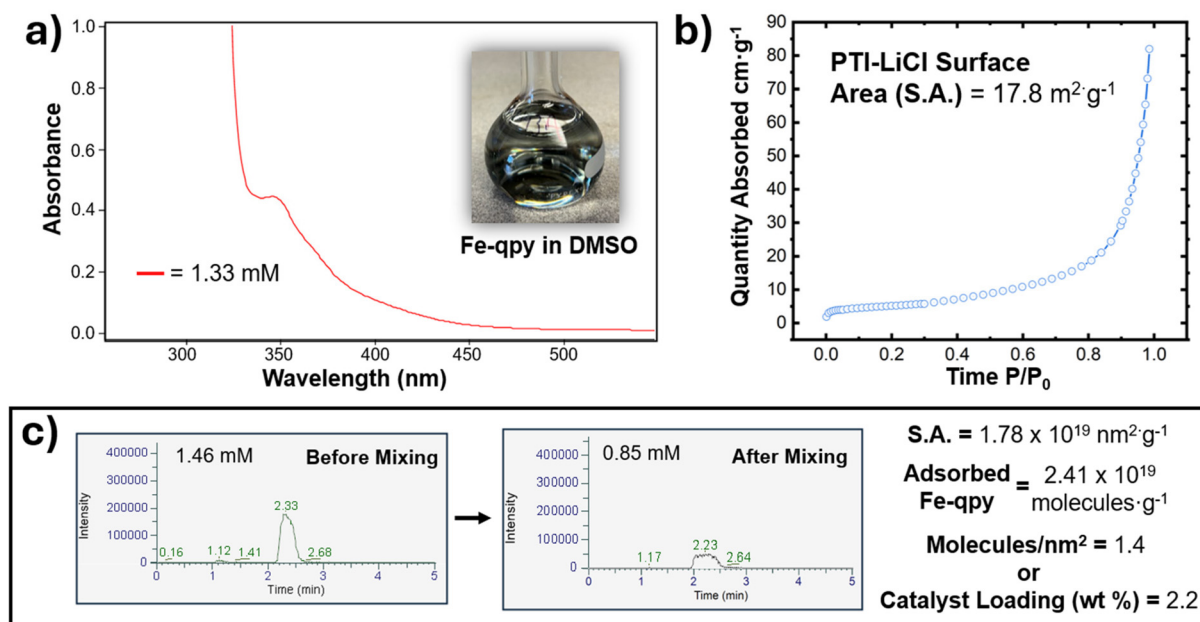 a)
1.0
0.8
0.6
0.4
0.2
0.0
Absorbance
= 1.33 mM
Fe-qpy in DMSO
300
350
400
450
500
Wavelength (nm)
b)
90
80
70
60
50
40
30
20
10
0
Quantity Absorbed cm·g⁻¹
PTI-LiCl Surface
Area (S.A.) = 17.8 m²·g⁻¹
0.0
0.2
0.4
0.6
0.8
1.0
Time P/P₀
c)
400000
300000
200000
100000
0
Intensity
1.46 mM
Before Mixing
2.33
0.16
1.12
1.41
2.68
0
1
2
3
4
5
Time (min)
400000
300000
200000
100000
0
Intensity
0.85 mM
After Mixing
1.17
2.23
2.64
0
1
2
3
4
5
Time (min)
S.A. = 1.78 x 10¹⁹ nm²·g⁻¹
Adsorbed
Fe-qpy
= 2.41 x 10¹⁹
molecules·g⁻¹
Molecules/nm² = 1.4
or
Catalyst Loading (wt %) = 2.2